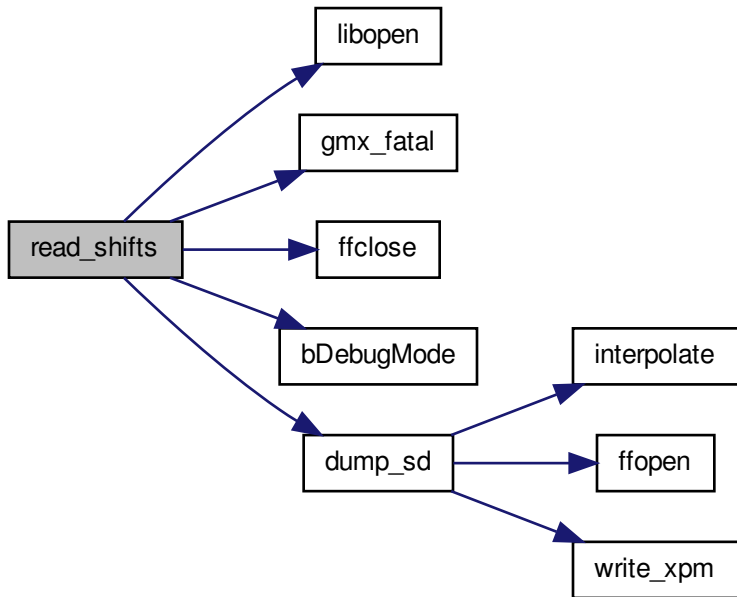 libopen
gmx_fatal
read_shifts
ffclose
bDebugMode
interpolate
dump_sd
ffopen
write_xpm